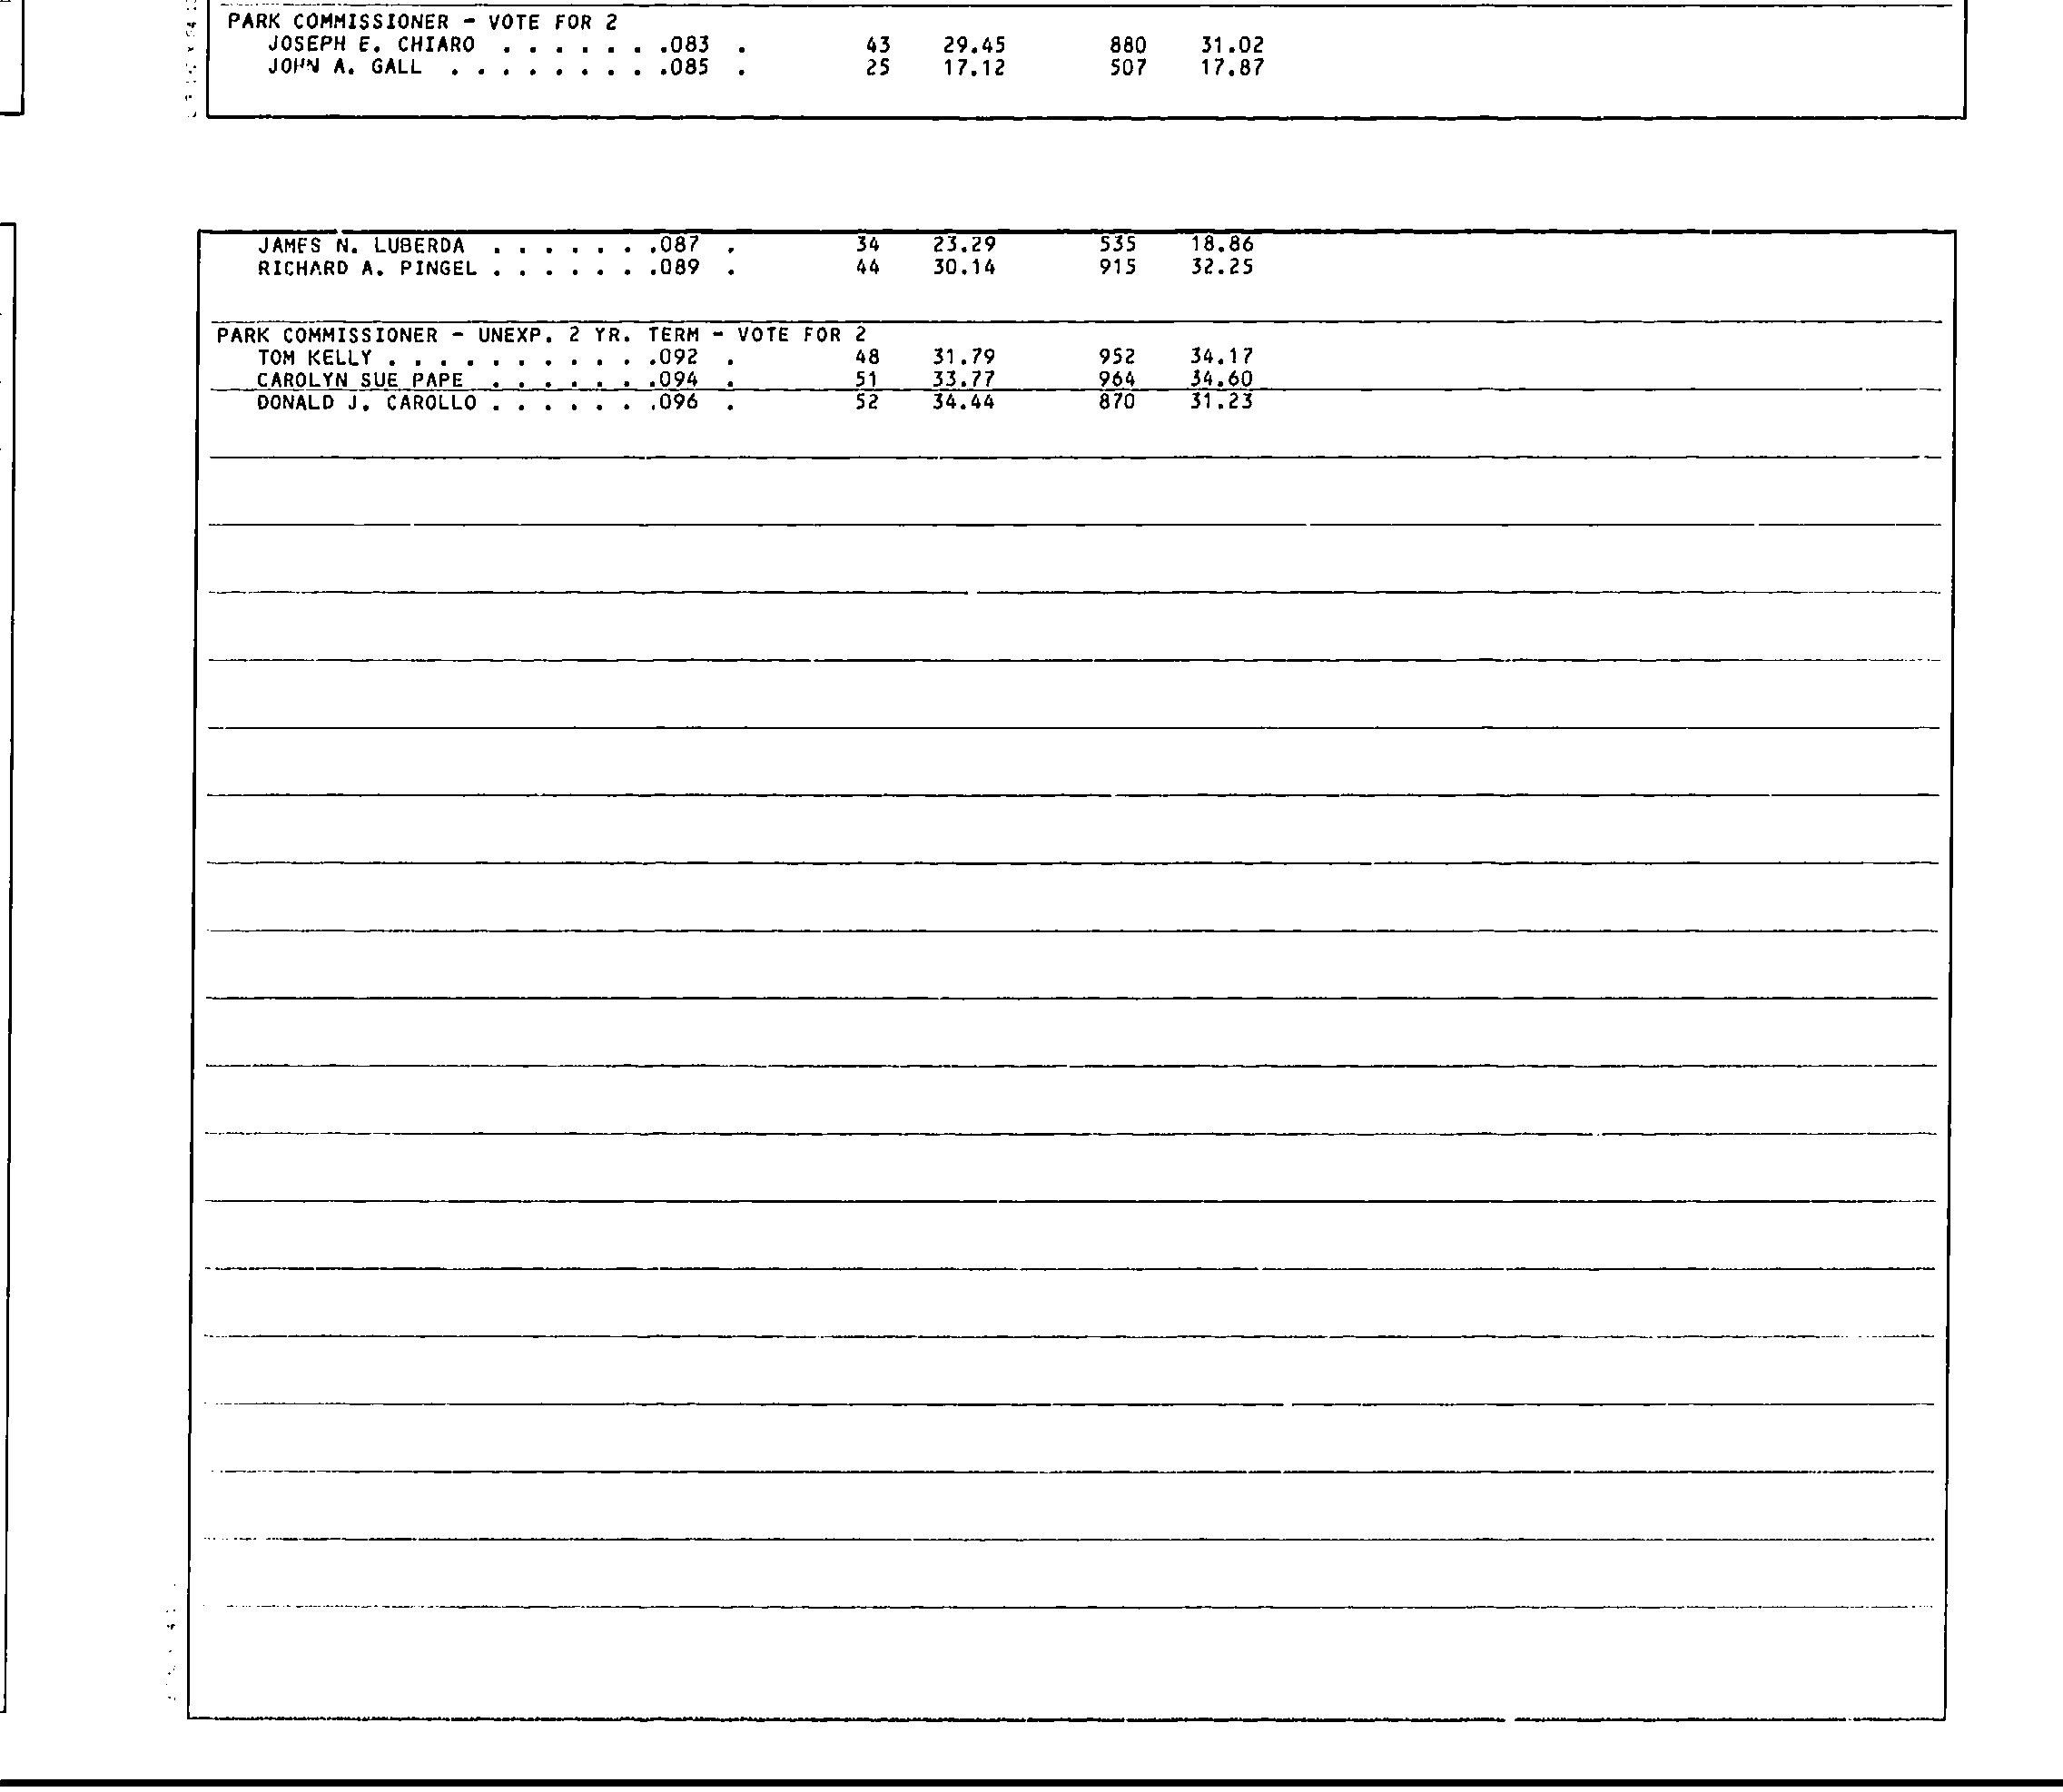 PARK COMMISSIONER - VOTE FOR 2
JOSEPH E. CHIARO . . . . . . .083 . 43 29.45 880 31.02
JOHN A. GALL . . . . . . . . .085 . 25 17.12 507 17.87
JAMES N. LUBERDA . . . . . . .087 . 34 23.29 535 18.86
RICHARD A. PINGEL . . . . . . .089 . 44 30.14 915 32.25
PARK COMMISSIONER - UNEXP. 2 YR. TERM - VOTE FOR 2
TOM KELLY . . . . . . . . . . .092 . 48 31.79 952 34.17
CAROLYN SUE PAPE . . . . . . .094 . 51 33.77 964 34.60
DONALD J. CAROLLO . . . . . . .096 . 52 34.44 870 31.23